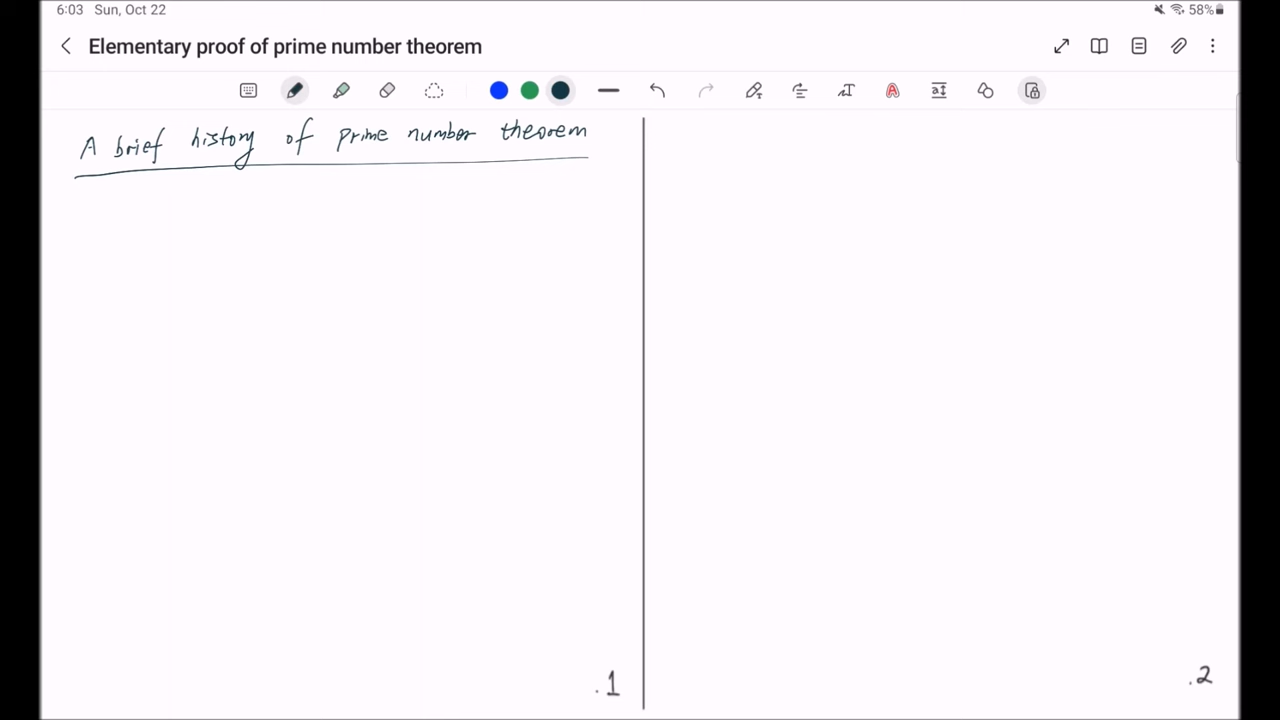 6:03 Sun, Oct 22 58%
Elementary proof of prime number theorem
A brief history of prime number theorem
.1
.2